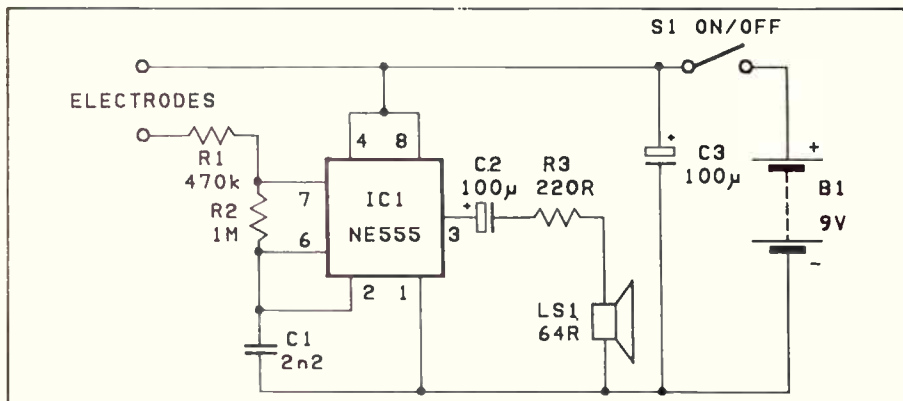 S1 ON/OFF
ELECTRODES
R1
470k
R2
1M
4 8
7
6
IC1
NE555
3
2 1
C1
2n2
C2
100µ
+
R3
220R
LS1
64R
+
C3
100µ
+
B1
9V
-